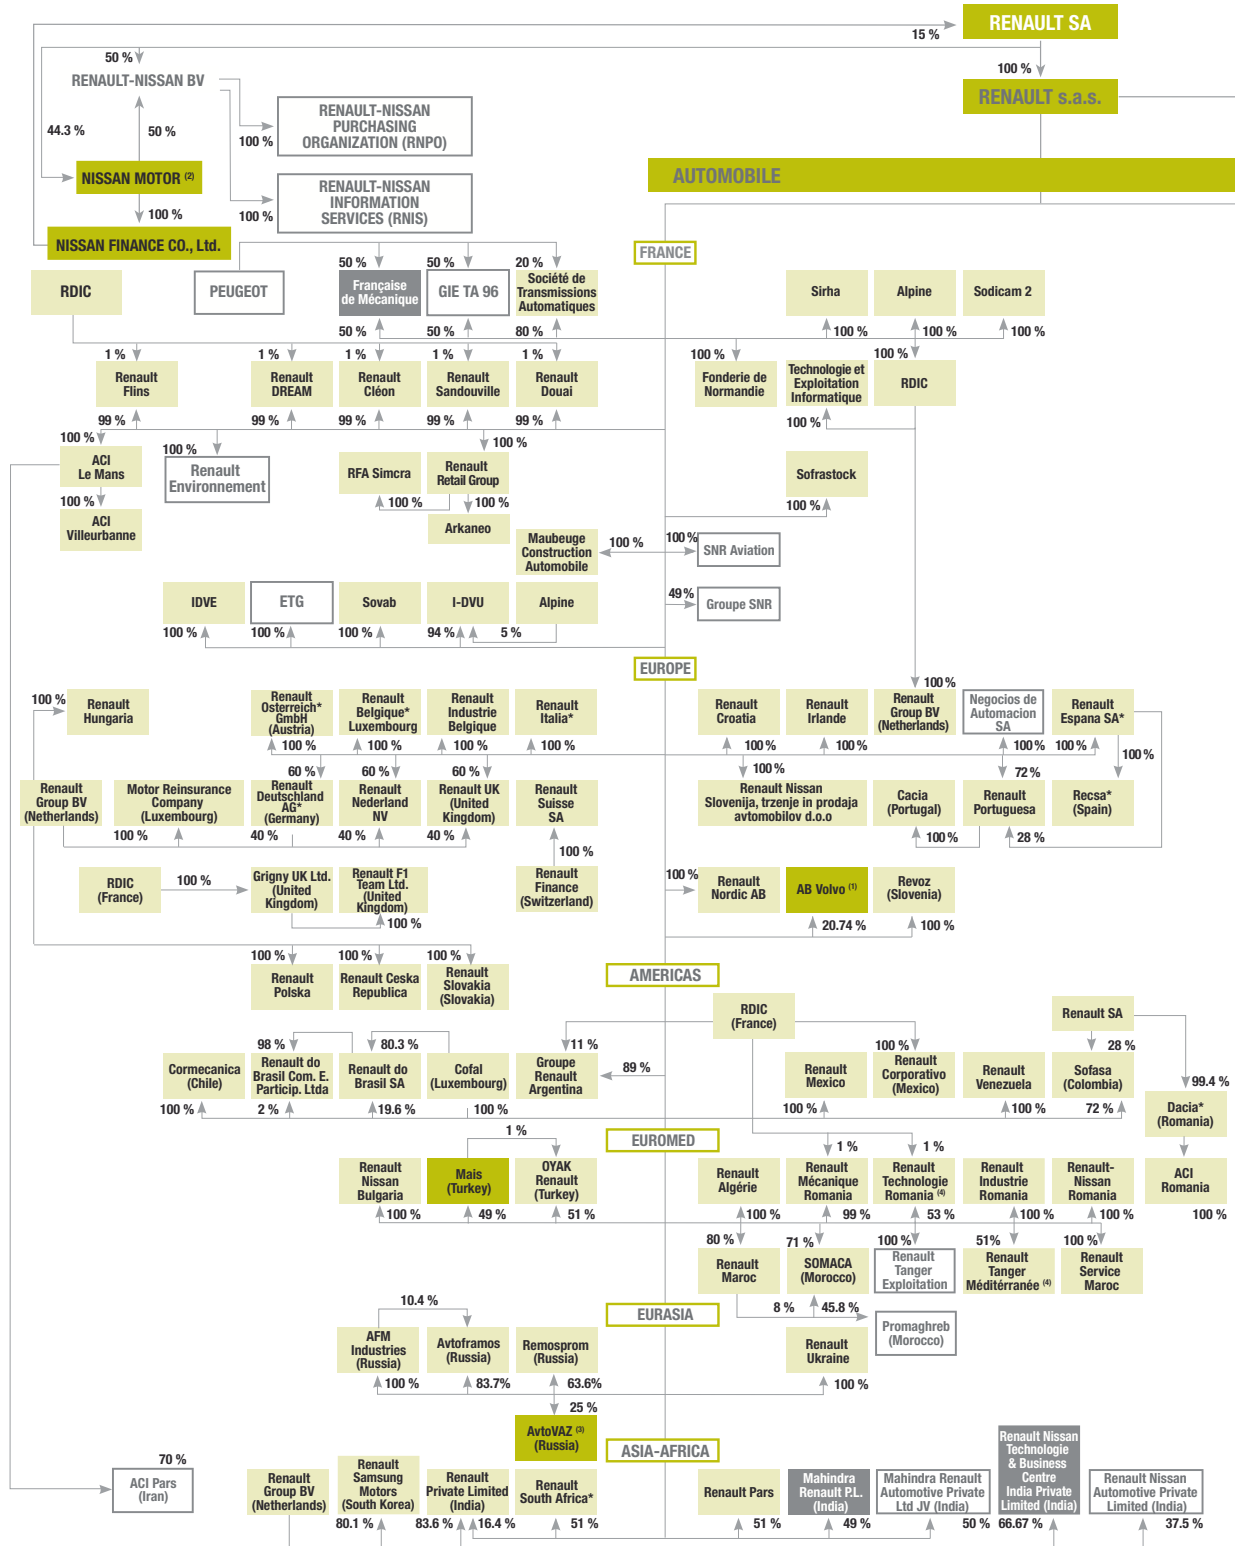 RENAULT SA
15 %
50 %
100 %
RENAULT-NISSAN BV
RENAULT s.a.s.
44.3 %
50 %
100 %
RENAULT-NISSAN
PURCHASING
ORGANIZATION (RNPO)
NISSAN MOTOR (2)
AUTOMOBILE
100 %
100 %
RENAULT-NISSAN
INFORMATION
SERVICES (RNIS)
NISSAN FINANCE CO., Ltd.
FRANCE
50 %
50 %
20 %
RDIC
PEUGEOT
Française
de Mécanique
GIE TA 96
Société de
Transmissions
Automatiques
Sirha
Alpine
Sodicam 2
50 %
50 %
80 %
100 %
100 %
100 %
1 %
1 %
1 %
1 %
1 %
100 %
100 %
Renault
Flins
Renault
DREAM
Renault
Cléon
Renault
Sandouville
Renault
Douai
Fonderie de
Normandie
Technologie et
Exploitation
Informatique
RDIC
99 %
99 %
99 %
99 %
99 %
100 %
100 %
100 %
100 %
ACI
Le Mans
Renault
Environnement
RFA Simcra
Renault
Retail Group
Sofrastock
100 %
100 %
100 %
100 %
ACI
Villeurbanne
Arkaneo
Maubeuge
Construction
Automobile
100 %
100 %
SNR Aviation
IDVE
ETG
Sovab
I-DVU
Alpine
49 %
Groupe SNR
100 %
100 %
100 %
94 %
5 %
EUROPE
100 %
Renault
Hungaria
Renault
Osterreich*
GmbH
(Austria)
Renault
Belgique*
Luxembourg
Renault
Industrie
Belgique
Renault
Italia*
Renault
Croatia
Renault
Irlande
100 %
Renault
Group BV
(Netherlands)
Negocios de
Automacion
SA
Renault
Espana SA*
100 %
100 %
100 %
100 %
100 %
100 %
100 %
100 %
100 %
60 %
60 %
60 %
100 %
72 %
Renault
Group BV
(Netherlands)
Motor Reinsurance
Company
(Luxembourg)
Renault
Deutschland
AG*
(Germany)
Renault
Nederland
NV
Renault UK
(United
Kingdom)
Renault
Suisse
SA
Renault Nissan
Slovenija, trzenje in prodaja
avtomobilov d.o.o
Cacia
(Portugal)
Renault
Portuguesa
Recsa*
(Spain)
100 %
40 %
40 %
40 %
100 %
100 %
28 %
RDIC
(France)
100 %
Grigny UK Ltd.
(United
Kingdom)
Renault F1
Team Ltd.
(United
Kingdom)
Renault
Finance
(Switzerland)
100 %
Renault
Nordic AB
AB Volvo (1)
Revoz
(Slovenia)
100 %
20.74 %
100 %
100 %
100 %
100 %
Renault
Polska
Renault Ceska
Republica
Renault
Slovakia
(Slovakia)
AMERICAS
RDIC
(France)
Renault SA
98 %
80.3 %
11 %
100 %
28 %
Cormecanica
(Chile)
Renault do
Brasil Com. E.
Particip. Ltda
Renault do
Brasil SA
Cofal
(Luxembourg)
Groupe
Renault
Argentina
89 %
Renault
Mexico
Renault
Corporativo
(Mexico)
Renault
Venezuela
Sofasa
(Colombia)
99.4 %
100 %
2 %
19.6 %
100 %
100 %
100 %
72 %
Dacia*
(Romania)
1 %
EUROMED
1 %
1 %
Renault
Nissan
Bulgaria
Mais
(Turkey)
OYAK
Renault
(Turkey)
Renault
Algérie
Renault
Mécanique
Romania
Renault
Technologie
Romania (4)
Renault
Industrie
Romania
Renault-
Nissan
Romania
ACI
Romania
100 %
49 %
51 %
100 %
99 %
53 %
100 %
100 %
100 %
80 %
71 %
100 %
51%
100 %
Renault
Maroc
SOMACA
(Morocco)
Renault
Tanger
Exploitation
Renault
Tanger
Méditérranée (4)
Renault
Service
Maroc
10.4 %
EURASIA
8 %
45.8 %
Promaghreb
(Morocco)
AFM
Industries
(Russia)
Avtoframos
(Russia)
Remosprom
(Russia)
Renault
Ukraine
100 %
83.7%
63.6%
100 %
25 %
AvtoVAZ (3)
(Russia)
ASIA-AFRICA
70 %
ACI Pars
(Iran)
Renault
Group BV
(Netherlands)
Renault
Samsung
Motors
(South Korea)
Renault
Private Limited
(India)
Renault
South Africa*
Renault Pars
Mahindra
Renault P.L.
(India)
Mahindra Renault
Automotive Private
Ltd JV (India)
Renault Nissan
Technologie
& Business
Centre
India Private
Limited (India)
Renault Nissan
Automotive Private
Limited (India)
80.1 %
83.6 %
16.4 %
51 %
51 %
49 %
50 %
66.67 %
37.5 %